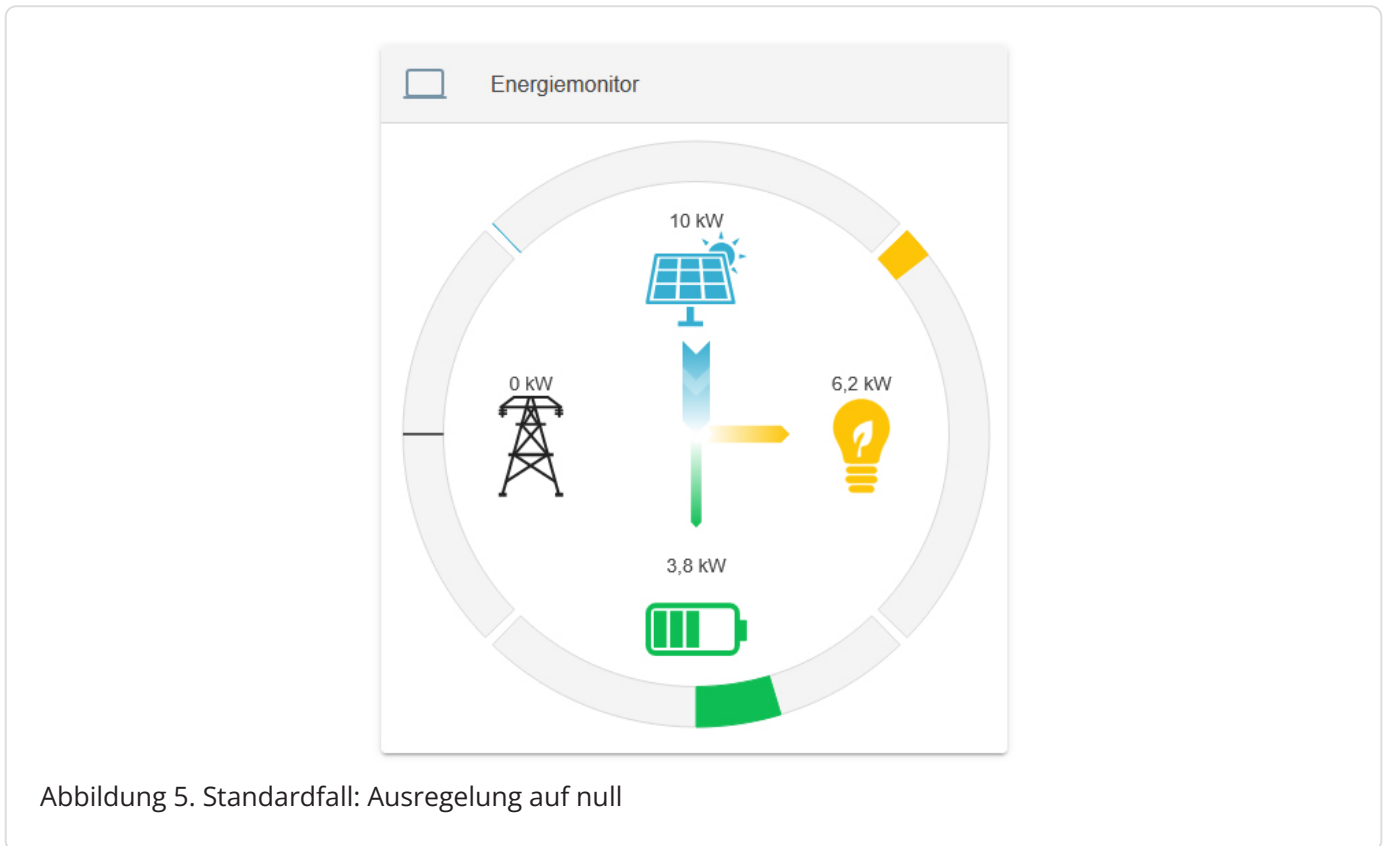 Energiemonitor
10 kW
0 kW
6,2 kW
3,8 kW
Abbildung 5. Standardfall: Ausregelung auf null